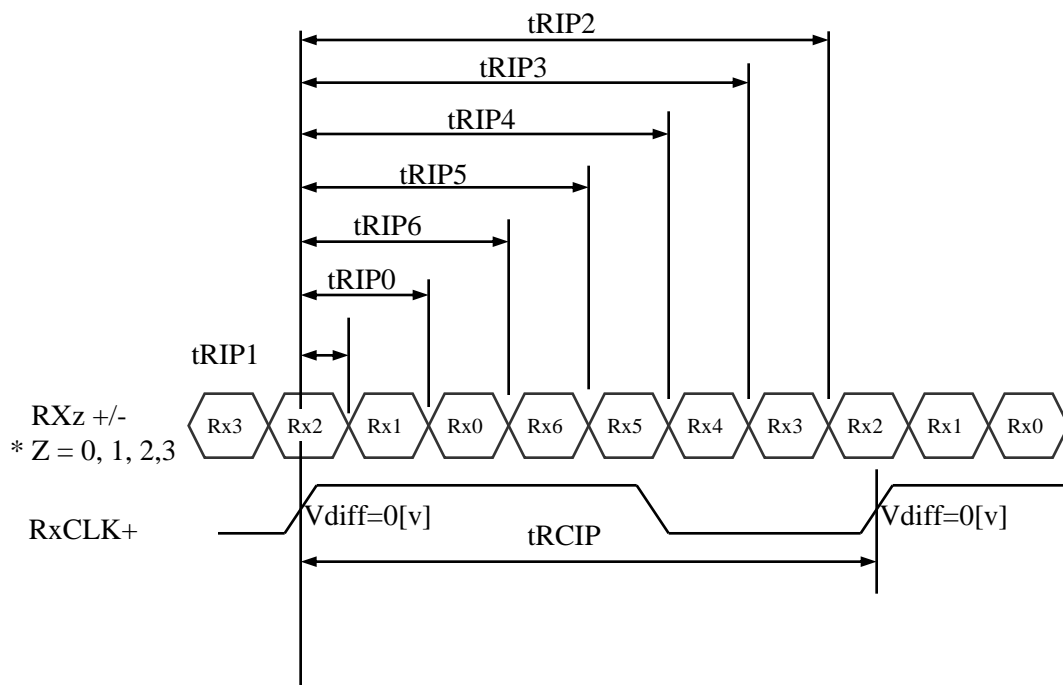 tRIP2
tRIP3
tRIP4
tRIP5
tRIP6
tRIP0
tRIP1
RXz +/-
* Z = 0, 1, 2,3
Rx3 Rx2 Rx1 Rx0 Rx6 Rx5 Rx4 Rx3 Rx2 Rx1 Rx0
RxCLK+
Vdiff=0[v] Vdiff=0[v]
tRCIP